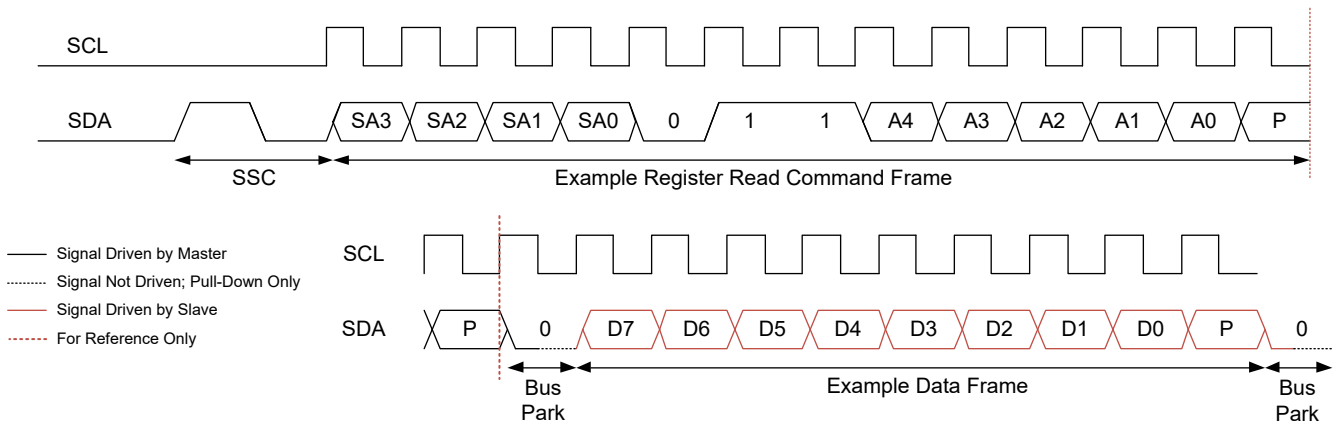 SCL
SDA SA3 SA2 SA1 SA0 0 1 1 A4 A3 A2 A1 A0 P
SSC Example Register Read Command Frame
Signal Driven by Master
Signal Not Driven; Pull-Down Only
Signal Driven by Slave
For Reference Only
SCL
SDA P 0 D7 D6 D5 D4 D3 D2 D1 D0 P 0
Bus Park Example Data Frame Bus Park